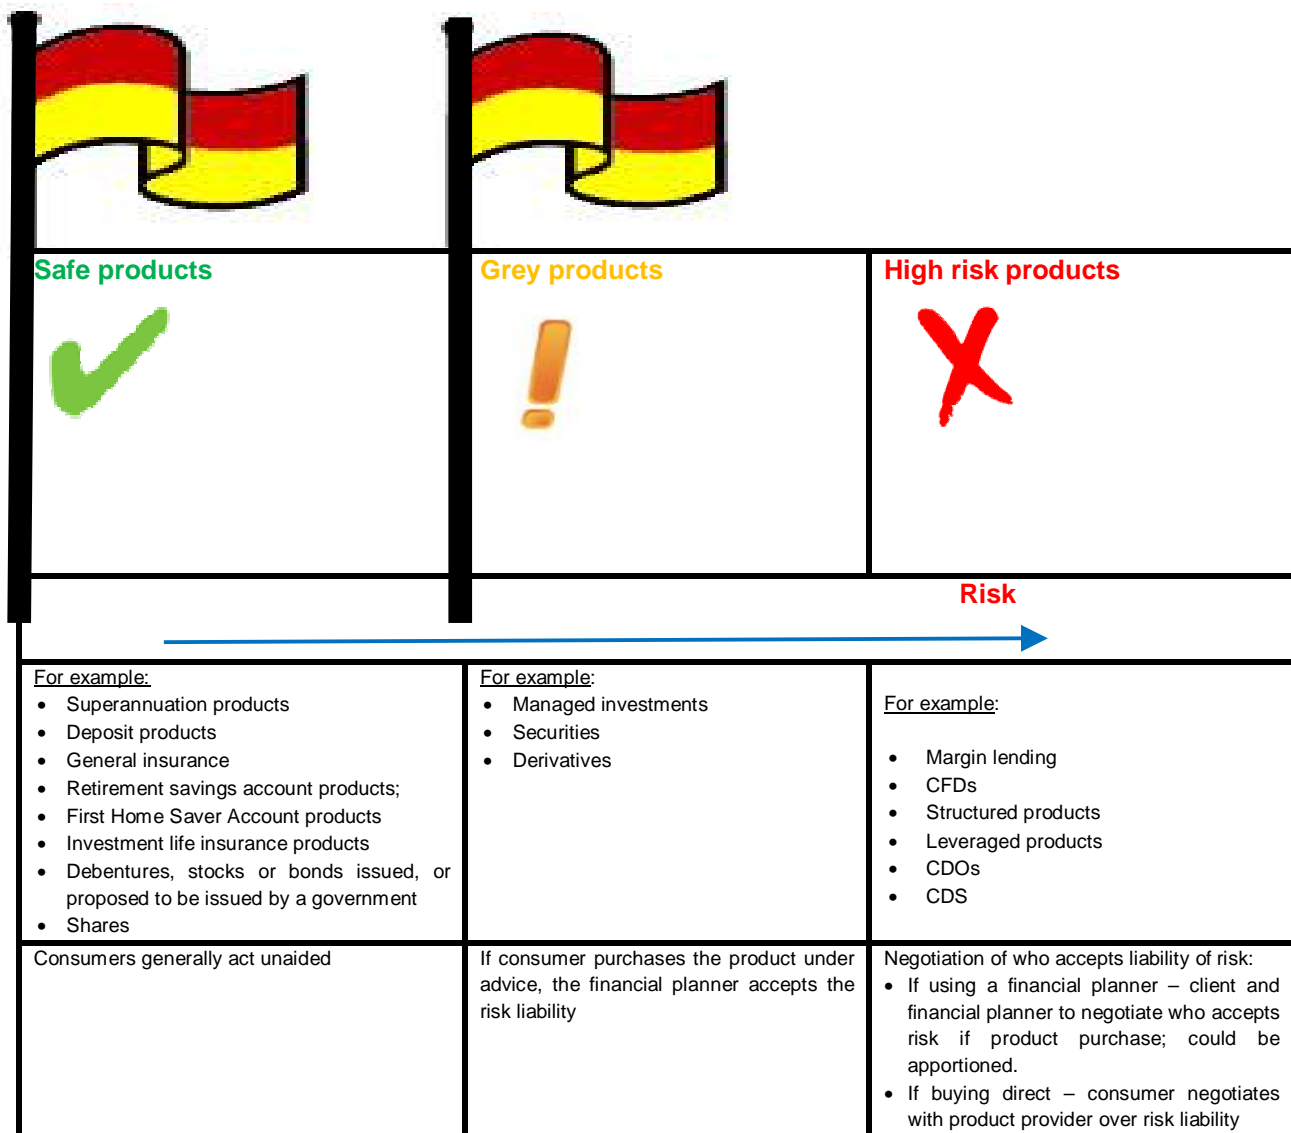 Safe products
Grey products
High risk products
Risk
For example:
• Superannuation products
• Deposit products
• General insurance
• Retirement savings account products;
• First Home Saver Account products
• Investment life insurance products
• Debentures, stocks or bonds issued, or
proposed to be issued by a government
• Shares
For example:
• Managed investments
• Securities
• Derivatives
For example:
• Margin lending
• CFDs
• Structured products
• Leveraged products
• CDOs
• CDS
Consumers generally act unaided
If consumer purchases the product under
advice, the financial planner accepts the
risk liability
Negotiation of who accepts liability of risk:
• If using a financial planner – client and
financial planner to negotiate who accepts
risk if product purchase; could be
apportioned.
• If buying direct – consumer negotiates
with product provider over risk liability